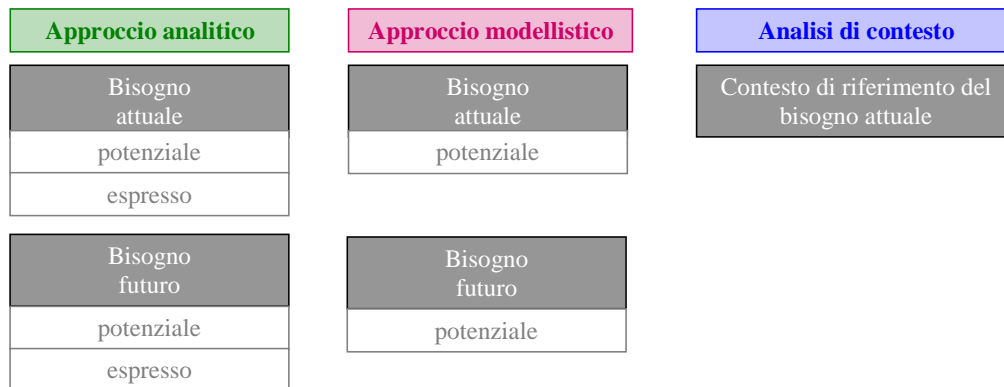 Approccio analitico
Bisogno
attuale
potenziale
espresso
Bisogno
futuro
potenziale
espresso
Approccio modellistico
Bisogno
attuale
potenziale
Bisogno
futuro
potenziale
Analisi di contesto
Contesto di riferimento del
bisogno attuale